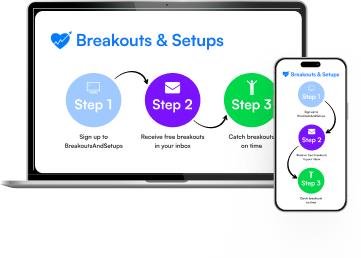 Breakouts & Setups
Step 1
Step 2
Step 3
Sign up to
BreakoutsAndSetups
Receive free breakouts
in your inbox
Catch breakouts
on time
Breakouts & Setups
Step 1
Sign up to
BreakoutsAndSetups
Step 2
Receive free breakouts
in your inbox
Step 3
Catch breakouts
on time